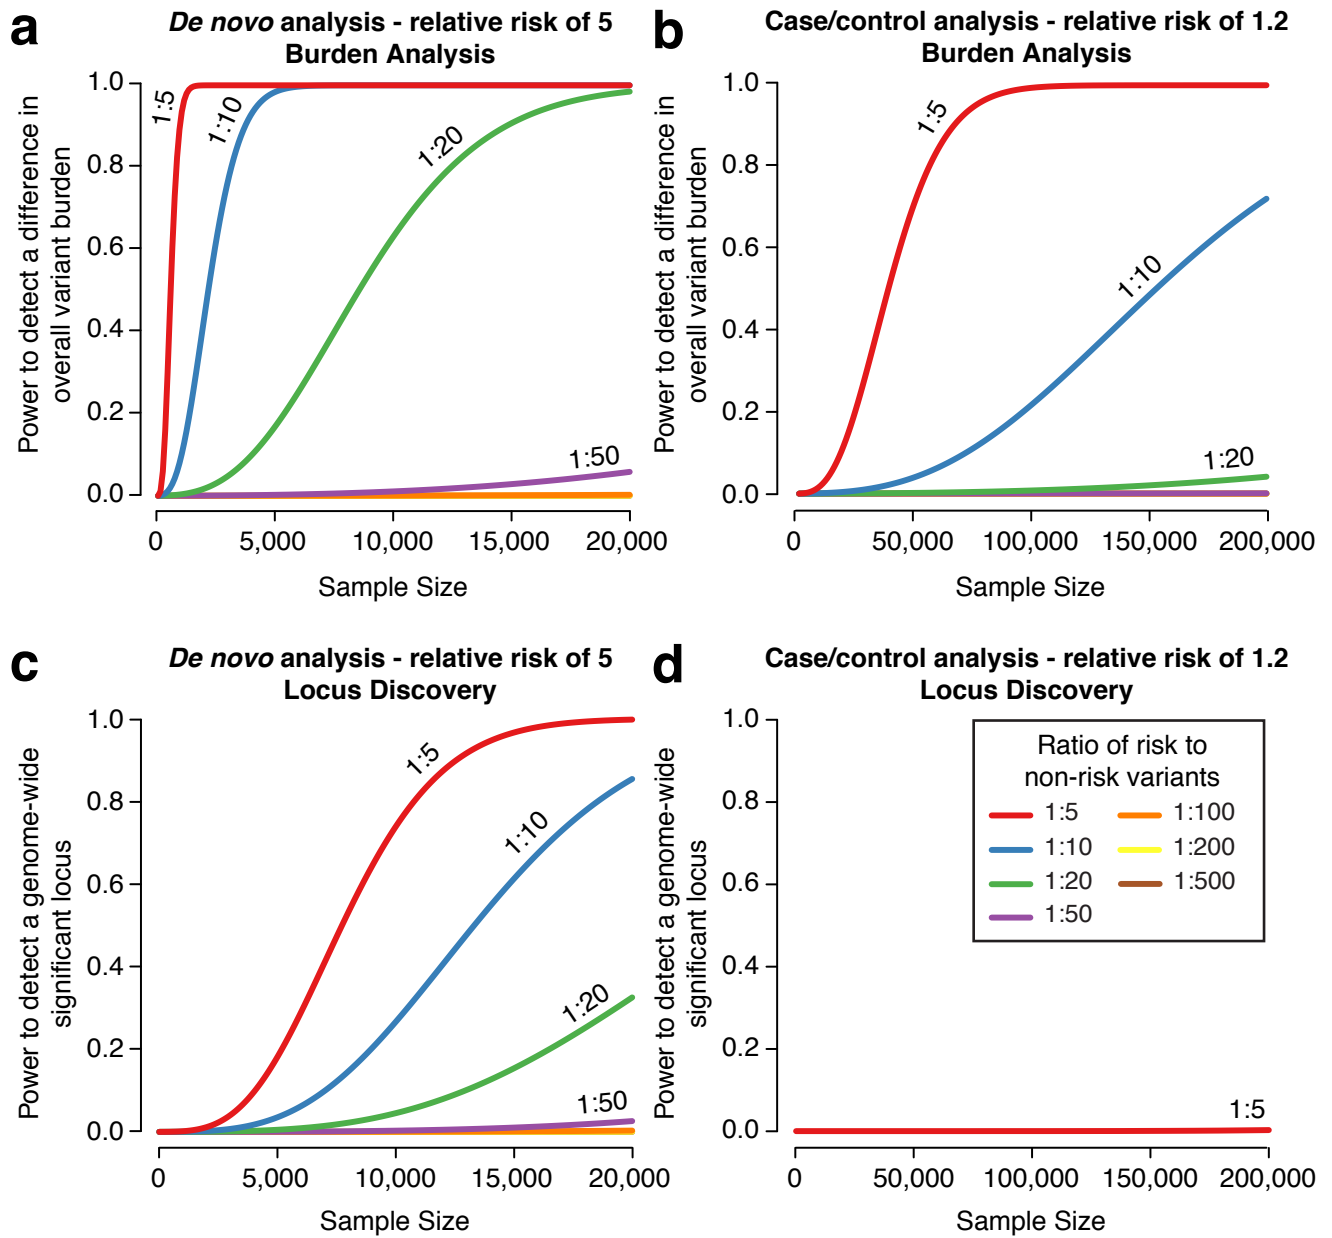 a
De novo analysis - relative risk of 5
Burden Analysis
Power to detect a difference in
overall variant burden
1.0
0.8
0.6
0.4
0.2
0.0
1:5
1:10
1:20
1:50
0
5,000
10,000
15,000
20,000
Sample Size
b
Case/control analysis - relative risk of 1.2
Burden Analysis
Power to detect a difference in
overall variant burden
1.0
0.8
0.6
0.4
0.2
0.0
1:5
1:10
1:20
0
50,000
100,000
150,000
200,000
Sample Size
c
De novo analysis - relative risk of 5
Locus Discovery
Power to detect a genome-wide
significant locus
1.0
0.8
0.6
0.4
0.2
0.0
1:5
1:10
1:20
1:50
0
5,000
10,000
15,000
20,000
Sample Size
d
Case/control analysis - relative risk of 1.2
Locus Discovery
Power to detect a genome-wide
significant locus
1.0
0.8
0.6
0.4
0.2
0.0
Ratio of risk to
non-risk variants
1:5
1:10
1:20
1:50
1:100
1:200
1:500
1:5
0
50,000
100,000
150,000
200,000
Sample Size